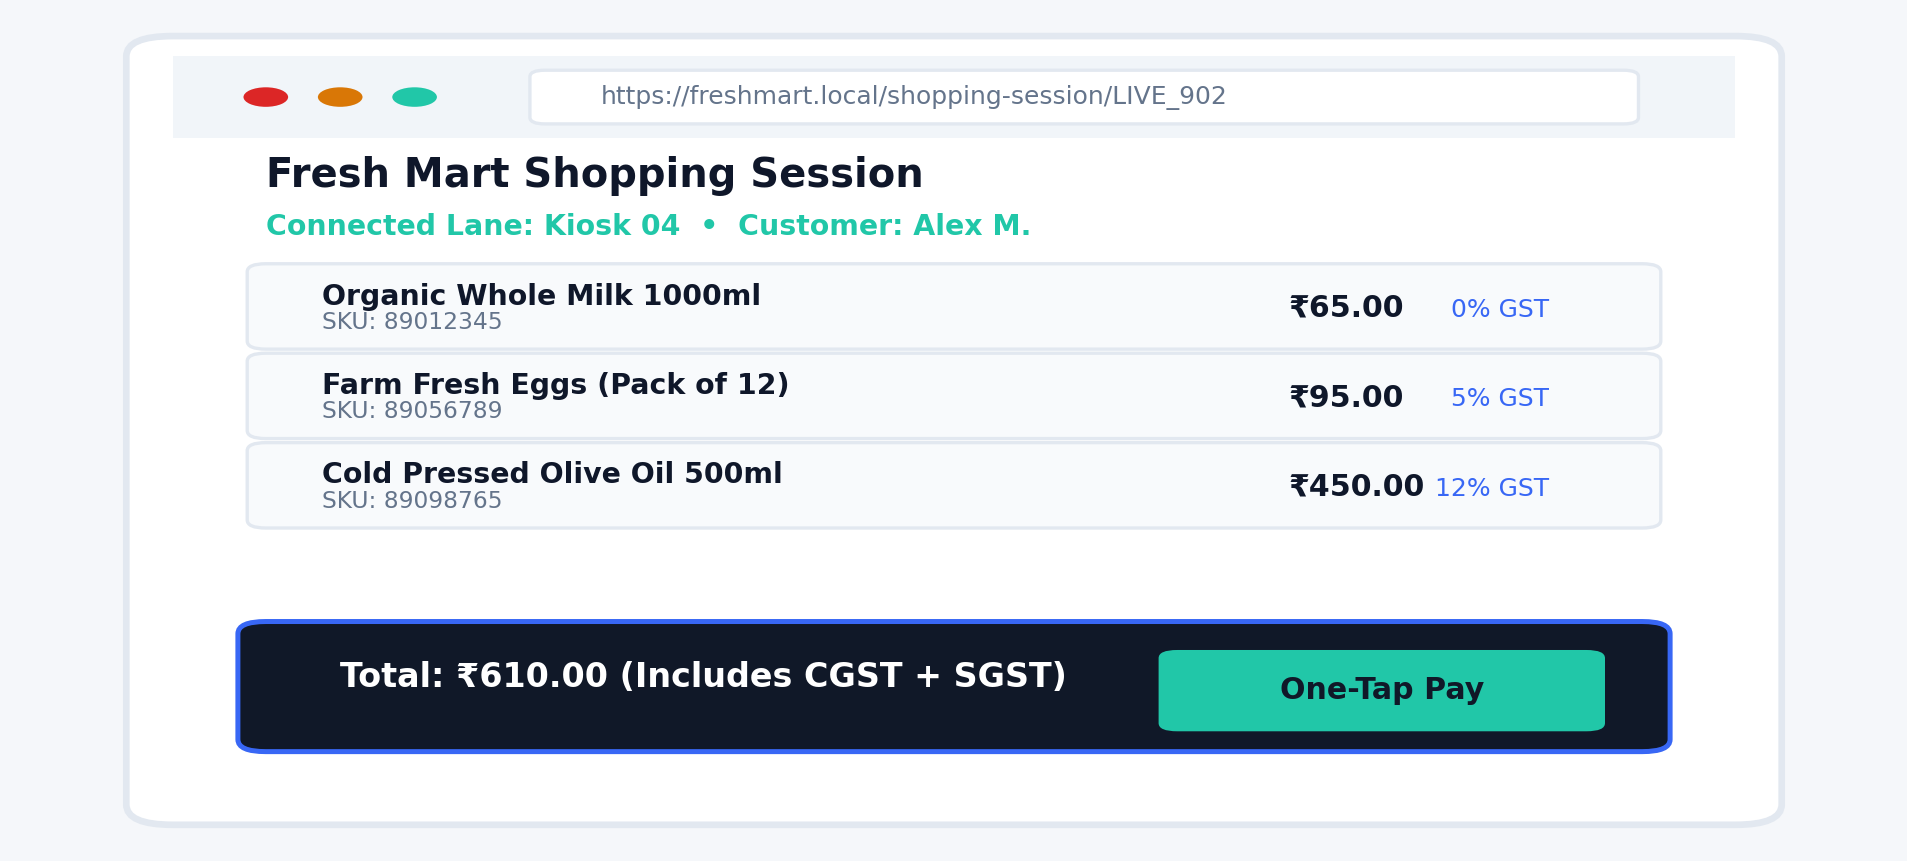 https://freshmart.local/shopping-session/LIVE_902
Fresh Mart Shopping Session
Connected Lane: Kiosk 04 • Customer: Alex M.
Organic Whole Milk 1000ml
SKU: 89012345
₹65.00 0% GST
Farm Fresh Eggs (Pack of 12)
SKU: 89056789
₹95.00 5% GST
Cold Pressed Olive Oil 500ml
SKU: 89098765
₹450.00 12% GST
Total: ₹610.00 (Includes CGST + SGST)
One-Tap Pay